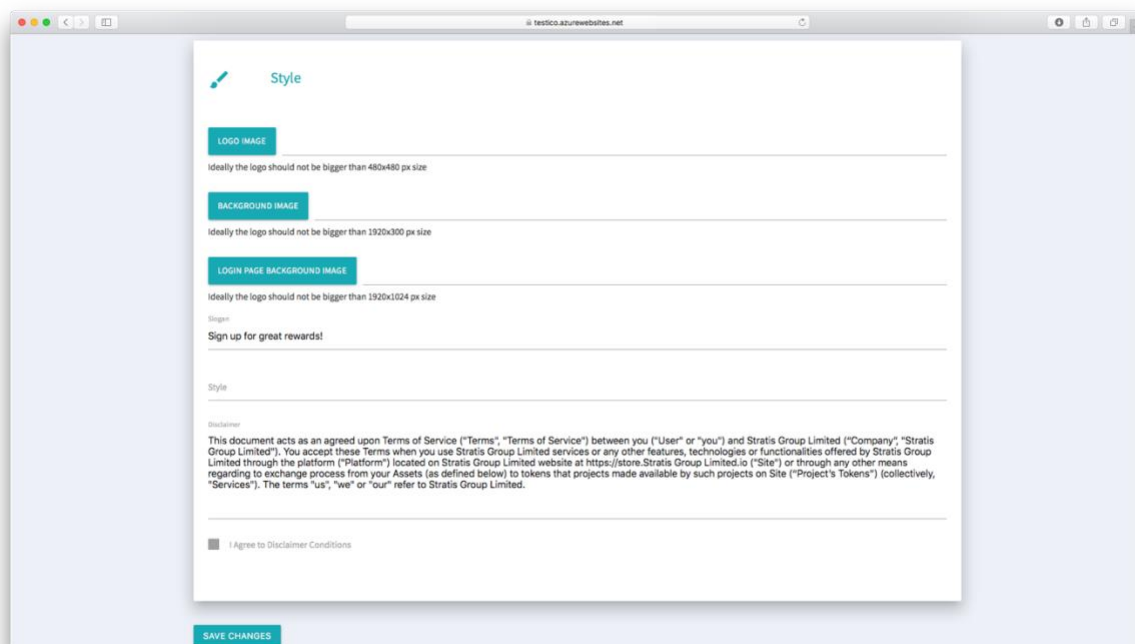 testico.azurewebsites.net
Style
LOGO IMAGE
Ideally the logo should not be bigger than 480x480 px size
BACKGROUND IMAGE
Ideally the logo should not be bigger than 1920x300 px size
LOGIN PAGE BACKGROUND IMAGE
Ideally the logo should not be bigger than 1920x1024 px size
Slogan
Sign up for great rewards!
Style
Disclaimer
This document acts as an agreed upon Terms of Service ("Terms", "Terms of Service") between you ("User" or "you") and Stratis Group Limited ("Company", "Stratis
Group Limited"). You accept these Terms when you use Stratis Group Limited services or any other features, technologies or functionalities offered by Stratis Group
Limited through the platform ("Platform") located on Stratis Group Limited website at https://store.Stratis Group Limited.io ("Site") or through any other means
regarding to exchange process from your Assets (as defined below) to tokens that projects made available by such projects on Site ("Project's Tokens") (collectively,
"Services"). The terms "us", "we" or "our" refer to Stratis Group Limited.
I Agree to Disclaimer Conditions
SAVE CHANGES